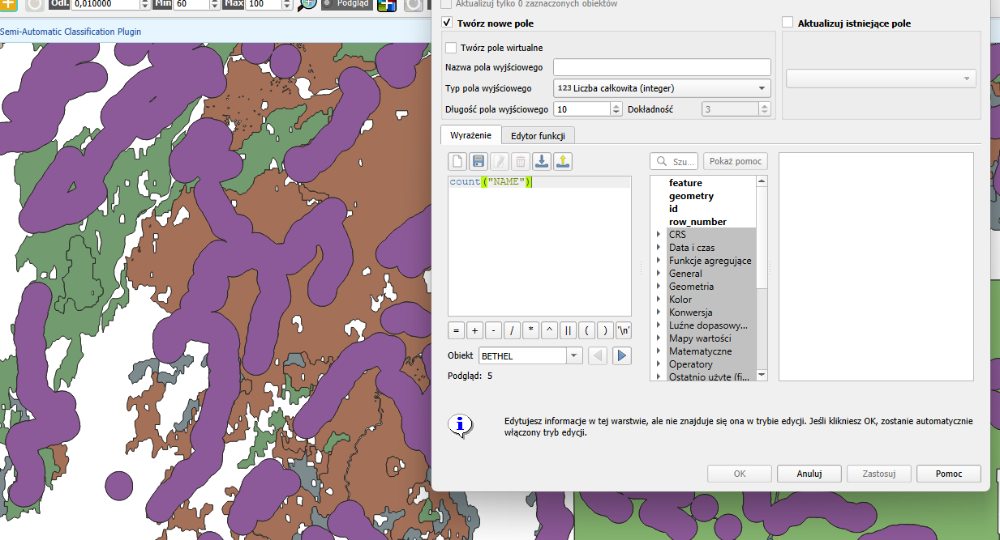 Odl. 0,010000 Min 60 Max 100 Podgląd
Semi-Automatic Classification Plugin
Aktualizuj tylko 0 zaznaczonych obiektów
Twórz nowe pole
Aktualizuj istniejące pole
Twórz pole wirtualne
Nazwa pola wyjściowego
Typ pola wyjściowego 123 Liczba całkowita (integer)
Długość pola wyjściowego 10 Dokładność 3
Wyrażenie Edytor funkcji
Szu... Pokaż pomoc
count("NAME")
feature
geometry
id
row_number
CRS
Data i czas
Funkcje agregujące
General
Geometria
Kolor
Konwersja
Luźne dopasowy...
Mapy wartości
Matematyczne
Operatory
Ostatnio użyte (fi...
= + - / * ^ || ( ) '\n'
Obiekt BETHEL
Podgląd: 5
Edytujesz informacje w tej warstwie, ale nie znajduje się ona w trybie edycji. Jeśli klikniesz OK, zostanie automatycznie
włączony tryb edycji.
OK Anuluj Zastosuj Pomoc